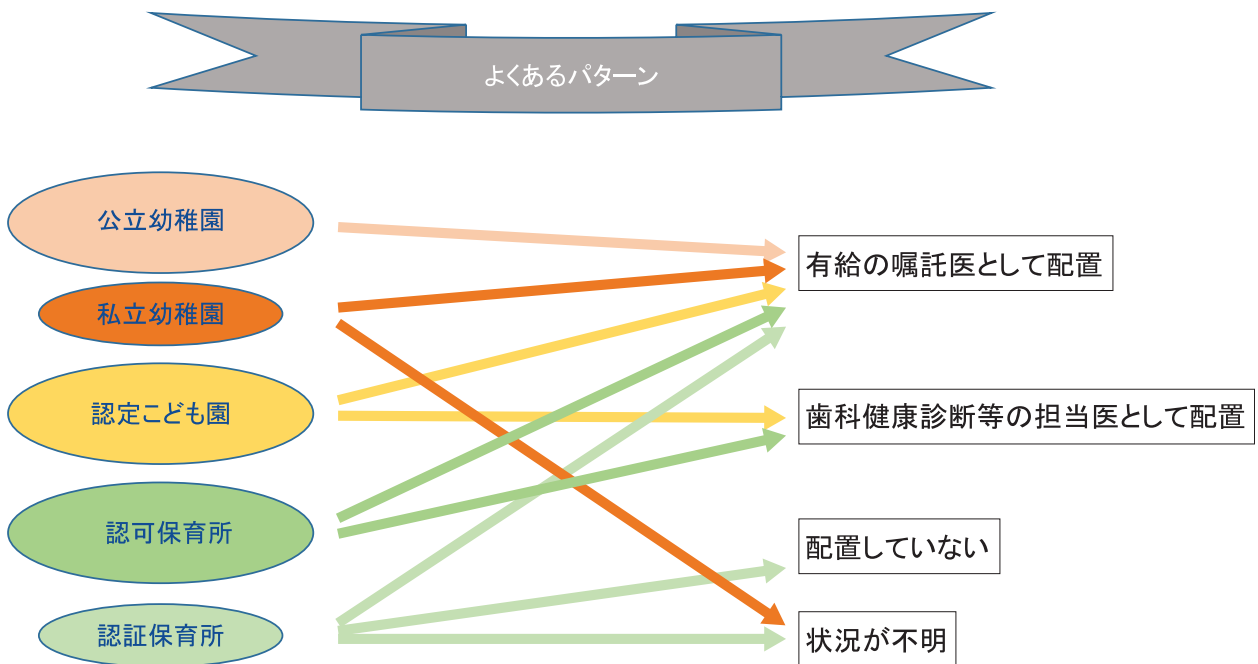 よくあるパターン
公立幼稚園
私立幼稚園
認定こども園
認可保育所
認証保育所
有給の嘱託医として配置
歯科健康診断等の担当医として配置
配置していない
状況が不明